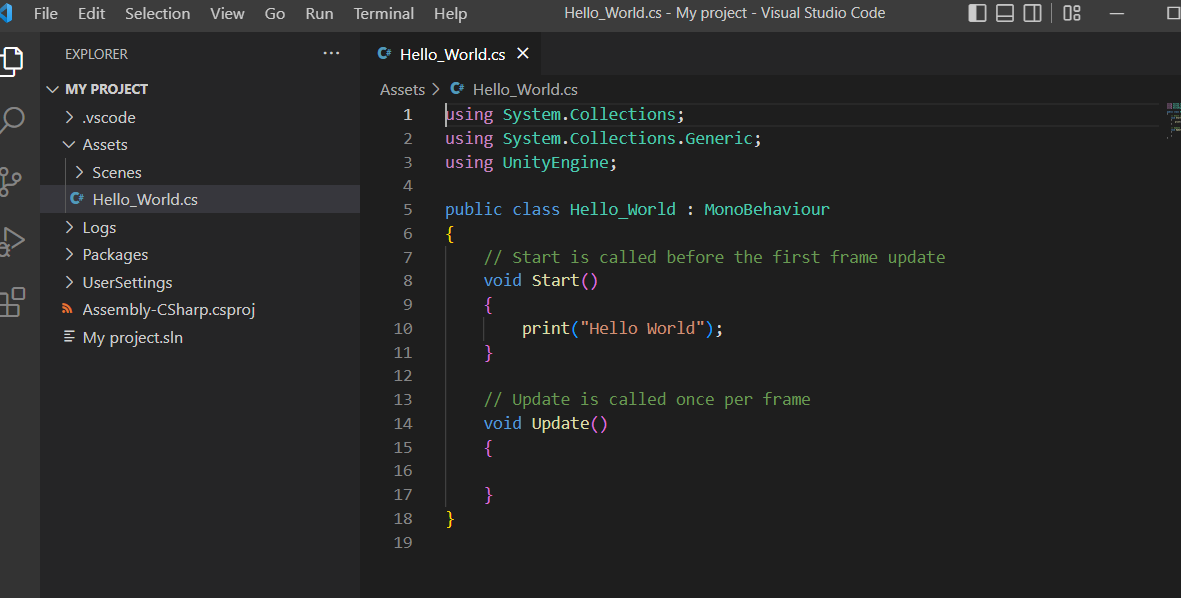 File Edit Selection View Go Run Terminal Help Hello_World.cs - My project - Visual Studio Code
EXPLORER
MY PROJECT
.vscode
Assets
Scenes
C# Hello_World.cs
Logs
Packages
UserSettings
Assembly-CSharp.csproj
My project.sln
C# Hello_World.cs
Assets > C# Hello_World.cs
1 using System.Collections;
2 using System.Collections.Generic;
3 using UnityEngine;
4
5 public class Hello_World : MonoBehaviour
6 {
7 // Start is called before the first frame update
8 void Start()
9 {
10 print("Hello World");
11 }
12
13 // Update is called once per frame
14 void Update()
15 {
16
17 }
18 }
19